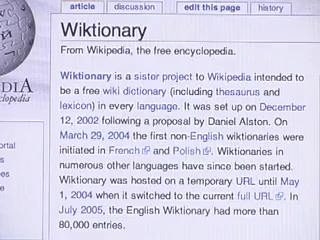 article discussion edit this page history
Wiktionary
From Wikipedia, the free encyclopedia.
Wiktionary is a sister project to Wikipedia intended to
be a free wiki dictionary (including thesaurus and
lexicon) in every language. It was set up on December
12, 2002 following a proposal by Daniel Alston. On
March 29, 2004 the first non-English wiktionaries were
initiated in French and Polish. Wiktionaries in
numerous other languages have since been started.
Wiktionary was hosted on a temporary URL until May
1, 2004 when it switched to the current full URL. In
July 2005, the English Wiktionary had more than
80,000 entries.